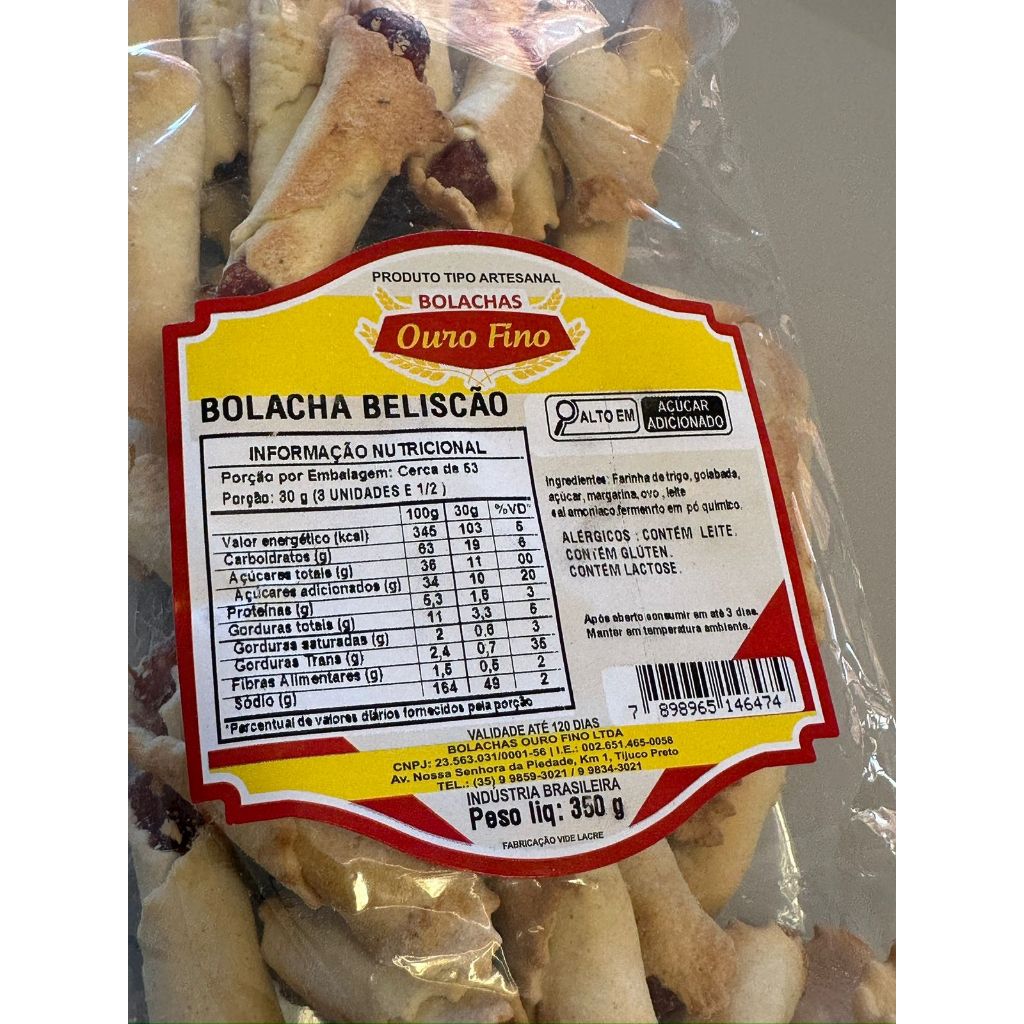 PRODUTO TIPO ARTESANAL
BOLACHAS
Ouro Fino
BOLACHA BELISCÃO
ALTO EM
AÇÚCAR
ADICIONADO
INFORMAÇÃO NUTRICIONAL
Porção por Embalagem: Cerca de 53
Porção: 30 g (3 UNIDADES E 1/2)
100g 30g %VD*
Valor energético (kcal) 345 103 5
Carboidratos (g) 63 19 6
Açúcares totais (g) 36 11 00
Açúcares adicionados (g) 34 10 20
Proteínas (g) 5,3 1,6 3
Gorduras totais (g) 11 3,3 5
Gorduras saturadas (g) 2 0,6 3
Gorduras Trans (g) 2,4 0,7 35
Fibras Alimentares (g) 1,5 0,5 2
Sódio (g) 164 49 2
*Percentual de valores diários fornecidos pela porção
Ingredientes: Farinha de trigo, goiabada,
açúcar, margarina, ovo, leite
sal amoniaco,fermento em pó quimico.
ALÉRGICOS : CONTÉM LEITE.
CONTÉM GLÚTEN.
CONTÉM LACTOSE.
Após aberto consumir em até 3 dias.
Manter em temperatura ambiente.
7 898965 146474
VALIDADE ATÉ 120 DIAS
BOLACHAS OURO FINO LTDA
CNPJ: 23.563.031/0001-56 | I.E.: 002.651.465-0058
Av. Nossa Senhora da Piedade, Km 1, Tijuco Preto
TEL.: (35) 9 9859-3021 / 9 9834-3021
INDÚSTRIA BRASILEIRA
Peso liq: 350 g
FABRICAÇÃO VIDE LACRE